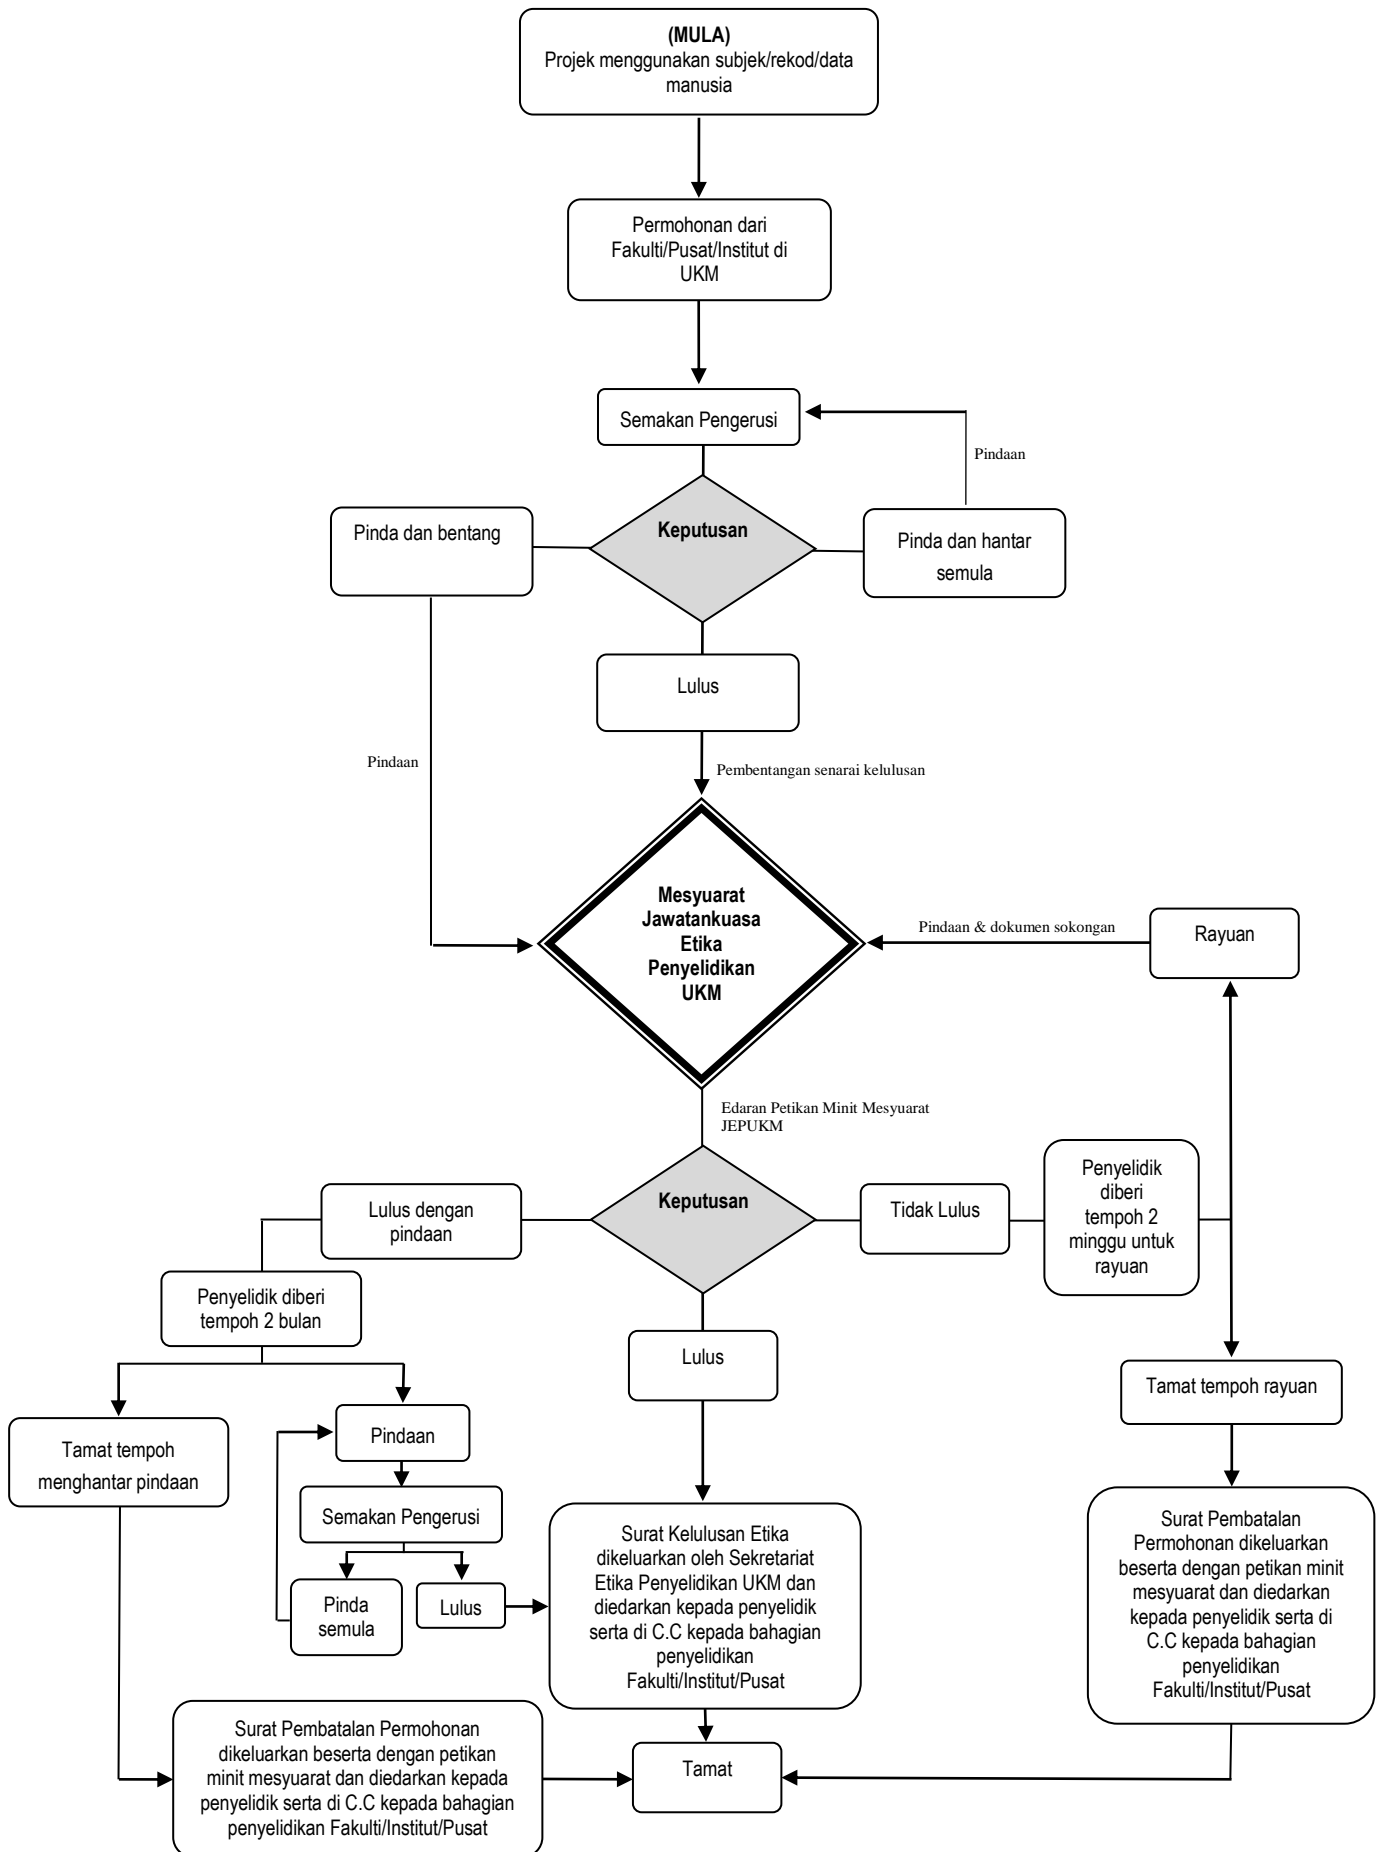 (MULA)
Projek menggunakan subjek/rekod/data
manusia
Permohonan dari
Fakulti/Pusat/Institut di
UKM
Semakan Pengerusi
Pindaan
Pinda dan bentang
Keputusan
Pinda dan hantar
semula
Lulus
Pindaan
Pembentangan senarai kelulusan
Mesyuarat
Jawatankuasa
Etika
Penyelidikan
UKM
Pindaan & dokumen sokongan
Rayuan
Edaran Petikan Minit Mesyuarat
JEPUKM
Lulus dengan
pindaan
Keputusan
Tidak Lulus
Penyelidik
diberi
tempoh 2
minggu untuk
rayuan
Penyelidik diberi
tempoh 2 bulan
Lulus
Tamat tempoh rayuan
Tamat tempoh
menghantar pindaan
Pindaan
Semakan Pengerusi
Pinda
semula
Lulus
Surat Kelulusan Etika
dikeluarkan oleh Sekretariat
Etika Penyelidikan UKM dan
diedarkan kepada penyelidik
serta di C.C kepada bahagian
penyelidikan
Fakulti/Institut/Pusat
Surat Pembatalan
Permohonan dikeluarkan
beserta dengan petikan minit
mesyuarat dan diedarkan
kepada penyelidik serta di
C.C kepada bahagian
penyelidikan
Fakulti/Institut/Pusat
Surat Pembatalan Permohonan
dikeluarkan beserta dengan petikan
minit mesyuarat dan diedarkan kepada
penyelidik serta di C.C kepada bahagian
penyelidikan Fakulti/Institut/Pusat
Tamat